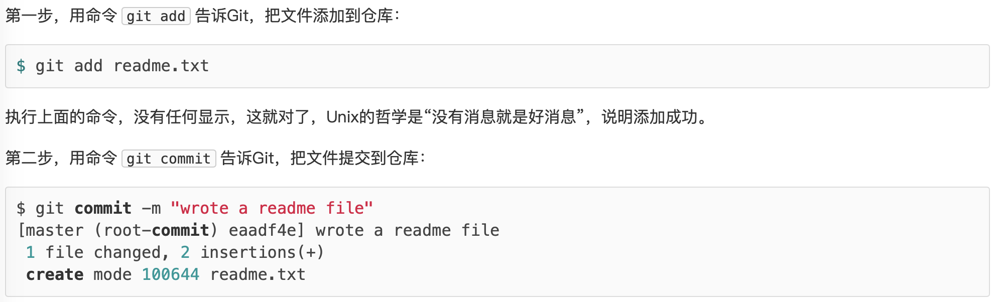 第一步，用命令 git add 告诉Git，把文件添加到仓库：
$ git add readme.txt
执行上面的命令，没有任何显示，这就对了，Unix的哲学是“没有消息就是好消息”，说明添加成功。
第二步，用命令 git commit 告诉Git，把文件提交到仓库：
$ git commit -m "wrote a readme file"
[master (root-commit) eaadf4e] wrote a readme file
 1 file changed, 2 insertions(+)
 create mode 100644 readme.txt